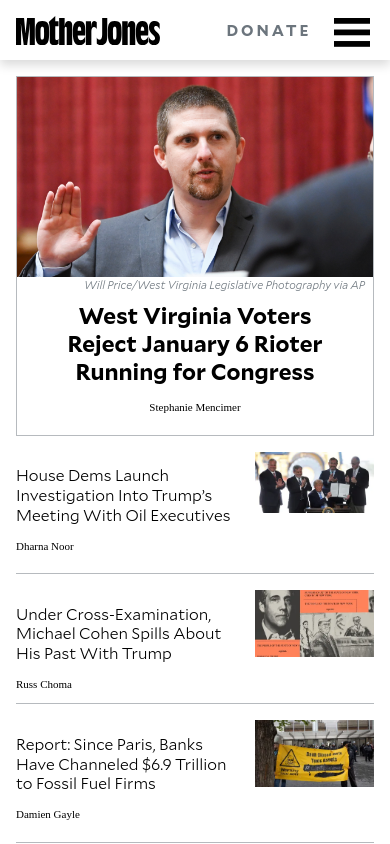 Mother Jones
DONATE
Will Price/West Virginia Legislative Photography via AP
West Virginia Voters
Reject January 6 Rioter
Running for Congress
Stephanie Mencimer
House Dems Launch
Investigation Into Trump's
Meeting With Oil Executives
Dharna Noor
Under Cross-Examination,
Michael Cohen Spills About
His Past With Trump
Russ Choma
Report: Since Paris, Banks
Have Channeled $6.9 Trillion
to Fossil Fuel Firms
Damien Gayle